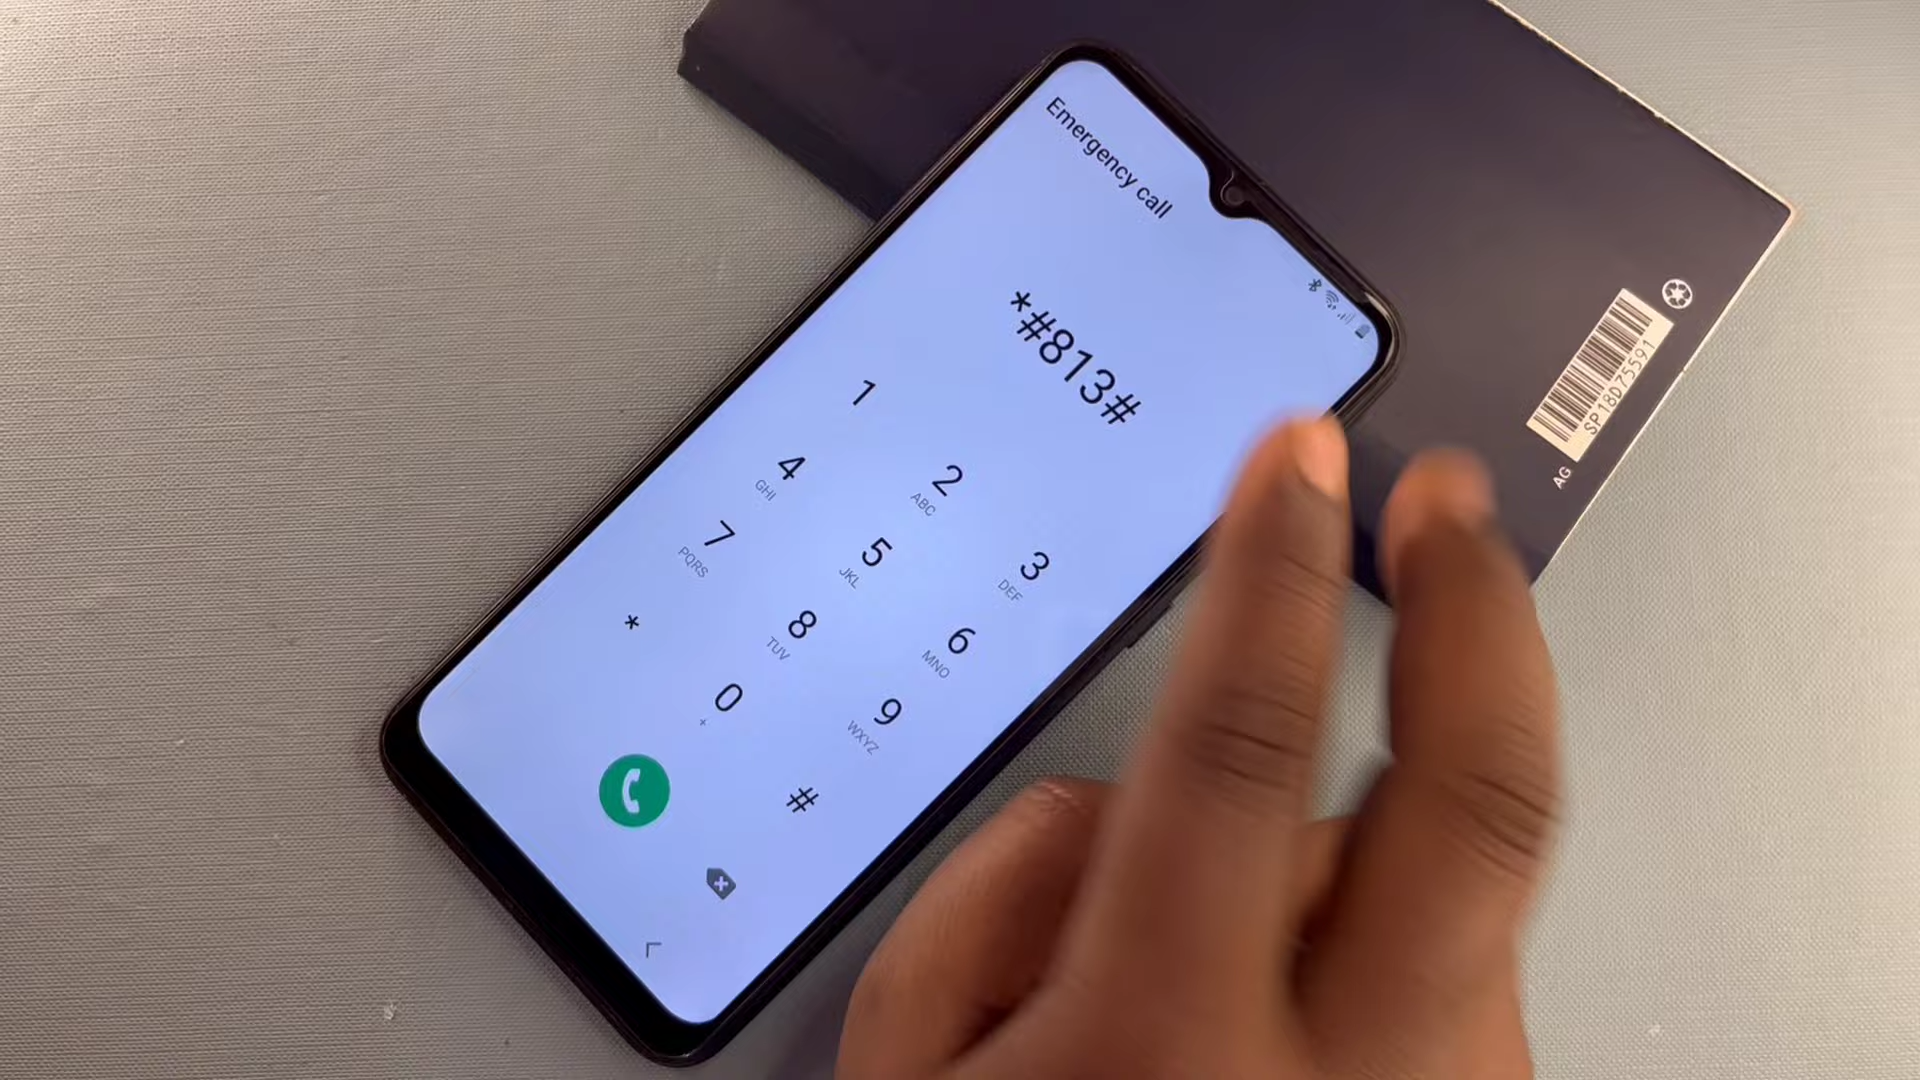 Emergency call
*#813#
1
2
ABC
3
DEF
4
GHI
5
JKL
6
MNO
7
PQRS
8
TUV
9
WXYZ
*
0
+
#
SP18D75591
AG